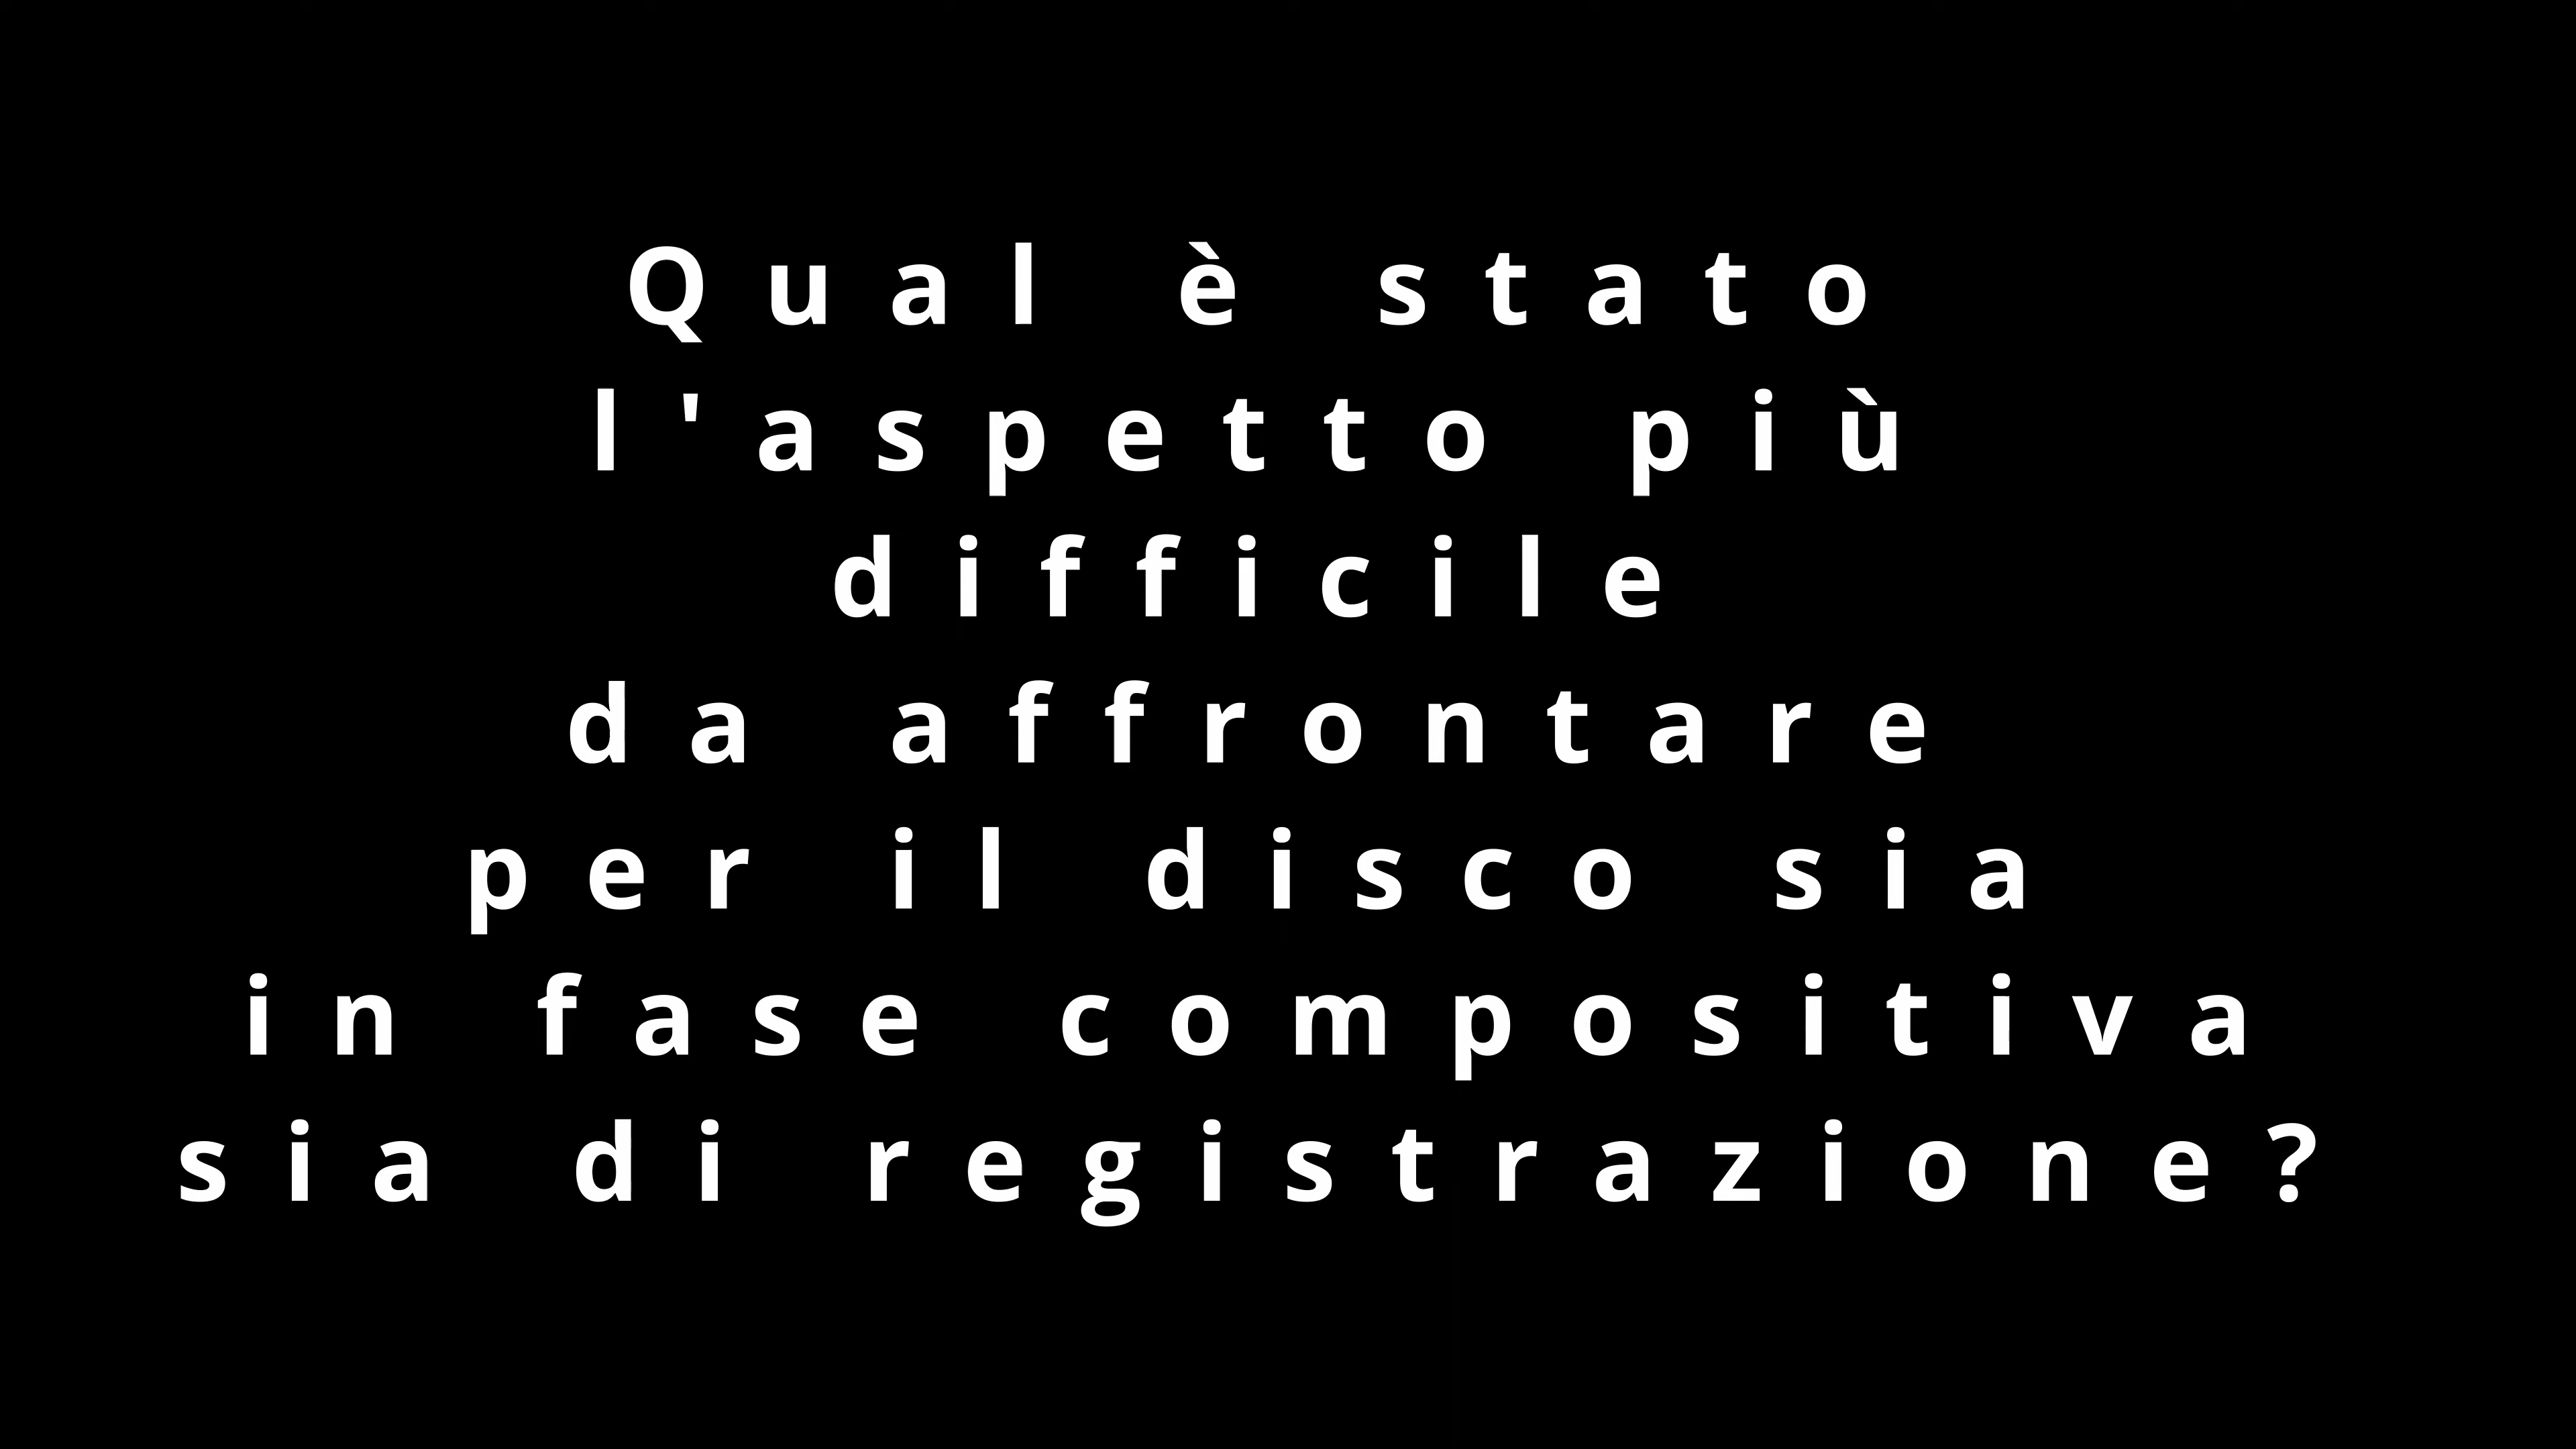 Qual è stato
l'aspetto più
difficile
da affrontare
per il disco sia
in fase compositiva
sia di registrazione?